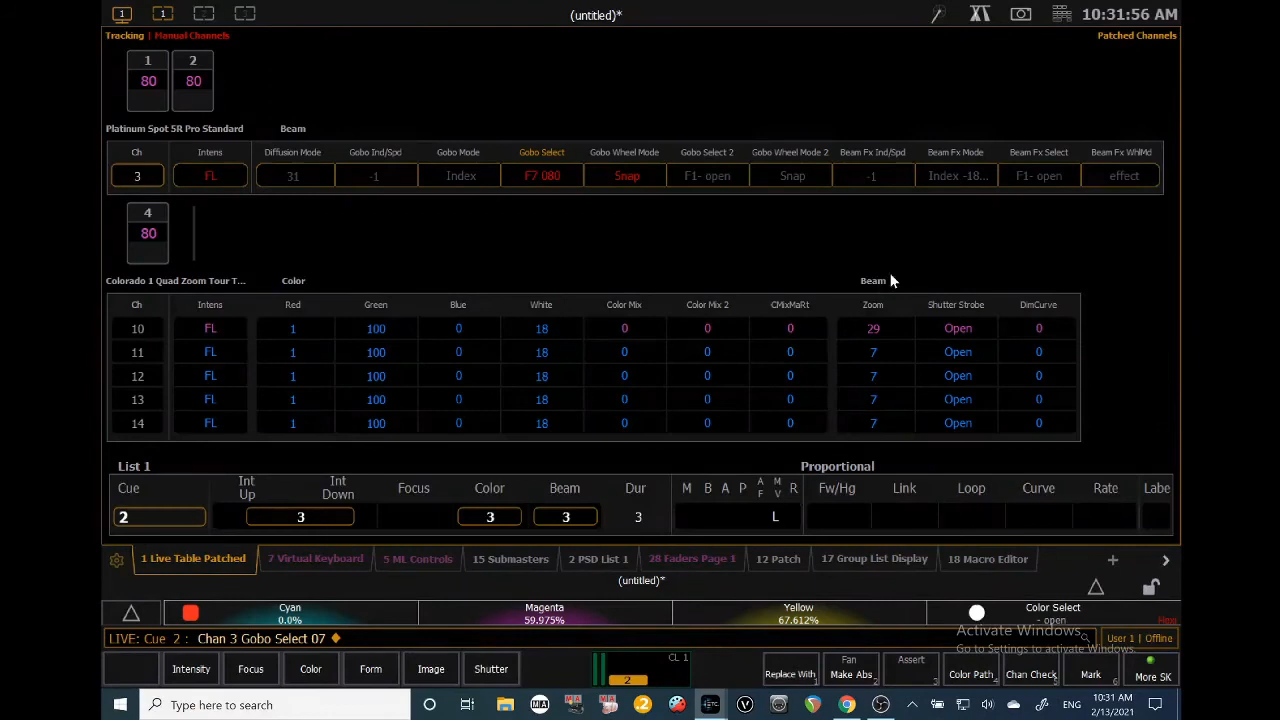 1 1 2 3 (untitled)* 10:31:56 AM
Tracking | Manual Channels Patched Channels
1 2
80 80
Platinum Spot 5R Pro Standard Beam
Ch Intens Diffusion Mode Gobo Ind/Spd Gobo Mode Gobo Select Gobo Wheel Mode Gobo Select 2 Gobo Wheel Mode 2 Beam Fx Ind/Spd Beam Fx Mode Beam Fx Select Beam Fx WhlMd
3 FL 31 -1 Index F7 080 Snap F1- open Snap -1 Index -18... F1- open effect
4
80
Colorado 1 Quad Zoom Tour T... Color Beam
Ch Intens Red Green Blue White Color Mix Color Mix 2 CMixMaRt Zoom Shutter Strobe DimCurve
10 FL 1 100 0 18 0 0 0 29 Open 0
11 FL 1 100 0 18 0 0 0 7 Open 0
12 FL 1 100 0 18 0 0 0 7 Open 0
13 FL 1 100 0 18 0 0 0 7 Open 0
14 FL 1 100 0 18 0 0 0 7 Open 0
List 1 Proportional
Cue Int Up Int Down Focus Color Beam Dur M B A P A F M V R Fw/Hg Link Loop Curve Rate Labe
2 3 3 3 3 L
1 Live Table Patched 7 Virtual Keyboard 5 ML Controls 15 Submasters 2 PSD List 1 28 Faders Page 1 12 Patch 17 Group List Display 18 Macro Editor + >
(untitled)*
Cyan Magenta Yellow Color Select
0.0% 59.975% 67.612% - open
LIVE: Cue 2 : Chan 3 Gobo Select 07 User 1 | Offline
Activate Windows
Go to Settings to activate Windows.
Intensity Focus Color Form Image Shutter CL 1 2 Replace With 1 Fan Make Abs 2 Assert 3 Color Path 4 Chan Check 5 Mark 6 More SK
Type here to search ENG 10:31 AM
2/13/2021